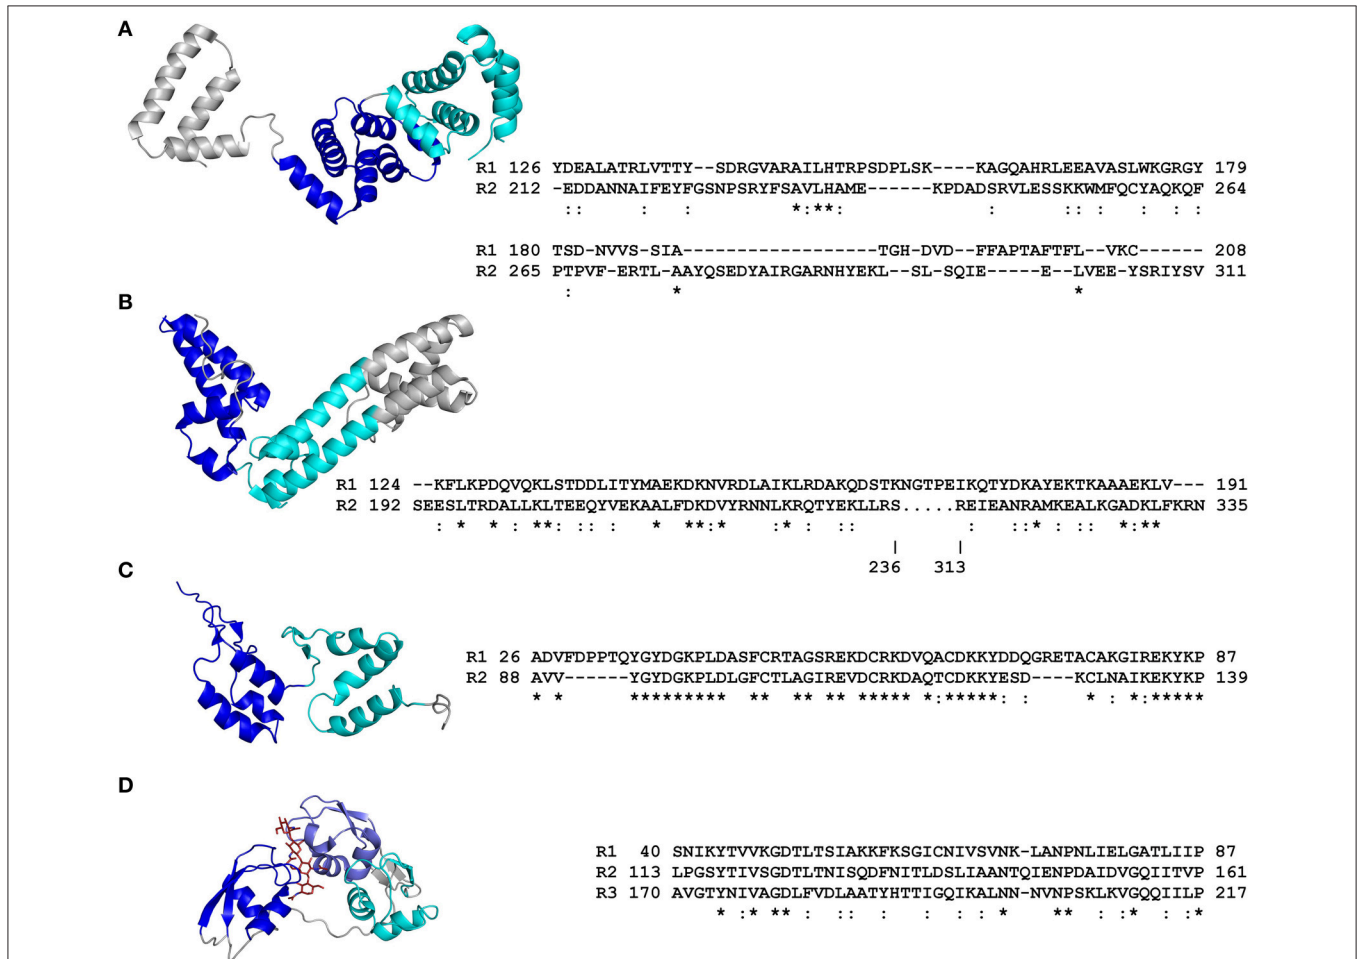 A
R1 126 YDEALATRLVTTY--SDRGVARAILHTRPSDPLSK----KAGQAHRLEEAVASLWKGRGY 179
R2 212 -EDDANNAIFEYFGSNPSRYFSAVLHAME------KPDADSRVLESSKKWMFQCYAQKQF 264
:: : : *:**: : :: : : : :
R1 180 TSD-NVVS-SIA------------------TGH-DVD--FFAPTAFTFFL--VKC------ 208
R2 265 PTPVF-ERTL-AAYQSEDYAIRGARNHYEKL--SL-SQIE-----E--LVEE-YSRIYSV 311
: * *
B
R1 124 --KFLKPDQVQKLSTDDLITYMAEKDKNVRDLAIKLRDAKQDSTKNGTPEIKQTYDKAYEKTKAAAEKLV--- 191
R2 192 SEESLTRDALLKLTEEQYVEKAALFDKDVYRNNLKRQTYEKLLRS.....REIEANRAMKEALKGADKLFKRN 335
: * * **: :: : * ** * : * : : :: * : * **
| |
236 313
C
R1 26 ADVFDPPTQYGYDGKPLDASFCRTAGSREKDCRKDVQACDKKYDDQGRETACAKGIREKYKP 87
R2 88 AVV------YGYDGKPLDLGFCTLAGIREVDCRKDAQTCDKKYESD----KCLNAIKEKYKP 139
* * ********* ** ** ** ***** *:*****: : * : *:*****
D
R1 40 SNIKYTVVKGDTLTSIAKKFKSGICNIVSVNK-LANPNLIELGATLIIP 87
R2 113 LPGSYTIVSGDTLTNISQDFNITLDSLIAANTQIENPDAIDVGQIITVP 161
R3 170 AVGTYNIVAGDLFVDLAATYHTTIGQIKALNN-NVNPSKLKVGQQIILP 217
* :* ** : :: : : : * : ** : :* : : *